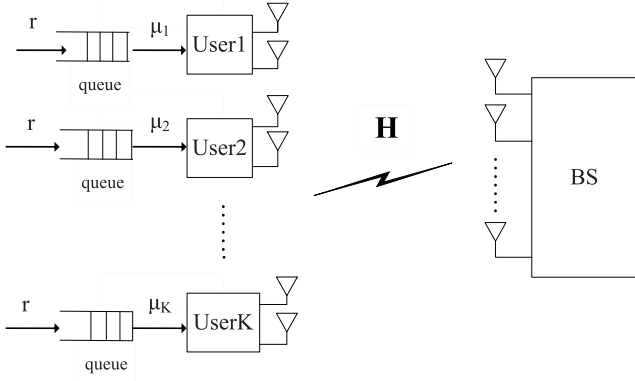 r
μ1
User1
queue
r
μ2
User2
queue
H
BS
r
μK
UserK
queue